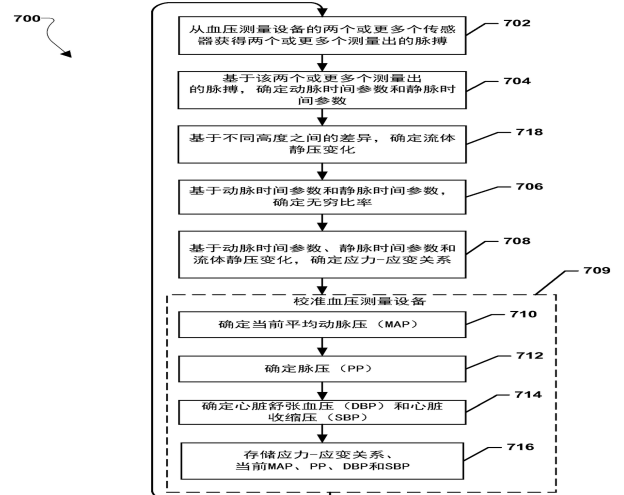 700
从血压测量设备的两个或更多个传感
器获得两个或更多个测量出的脉搏
702
基于该两个或更多个测量出
的脉搏，确定动脉时间参数和静脉时
间参数
704
基于不同高度之间的差异，确定流体
静压变化
718
基于动脉时间参数和静脉时间参数，
确定无穷比率
706
基于动脉时间参数、静脉时间参数和
流体静压变化，确定应力-应变关系
708
709
校准血压测量设备
确定当前平均动脉压（MAP）
710
确定脉压（PP）
712
确定心脏舒张血压（DBP）和心脏
收缩压（SBP）
714
存储应力-应变关系、
当前MAP、PP、DBP和SBP
716